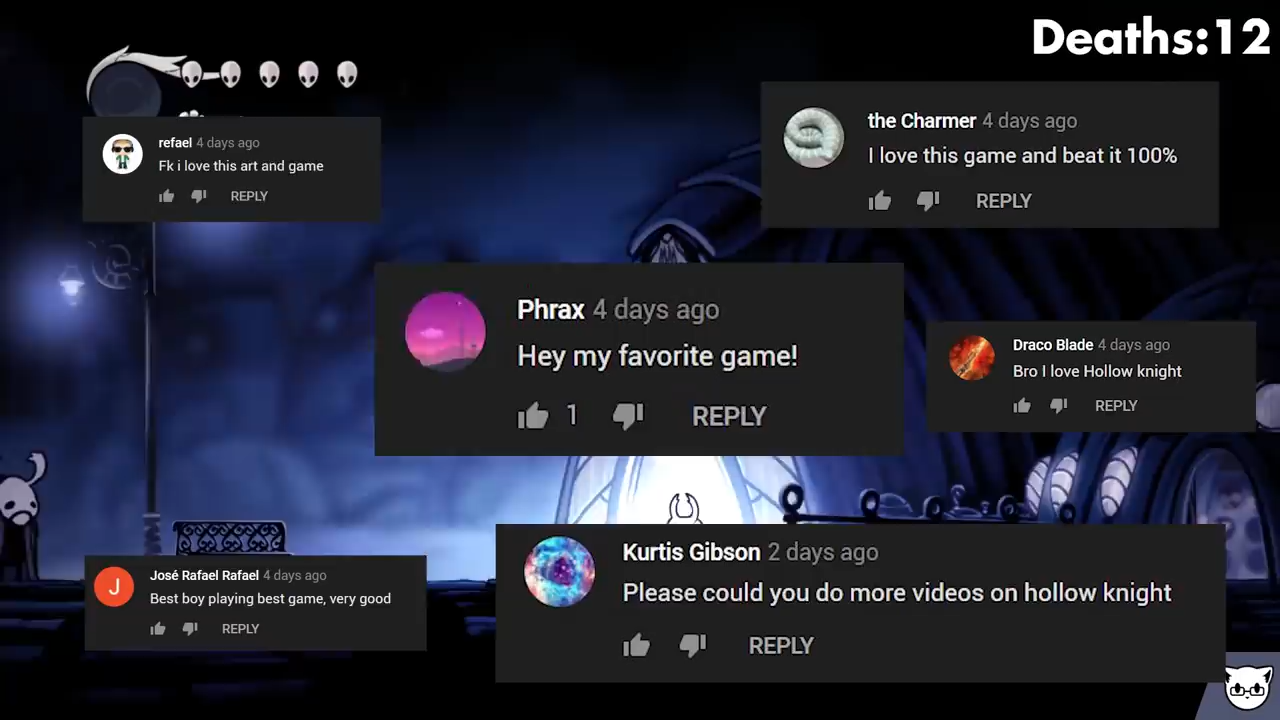 Deaths:12
refael 4 days ago
Fk i love this art and game
REPLY
the Charmer 4 days ago
I love this game and beat it 100%
REPLY
Phrax 4 days ago
Hey my favorite game!
1 REPLY
Draco Blade 4 days ago
Bro I love Hollow knight
REPLY
José Rafael Rafael 4 days ago
J
Best boy playing best game, very good
REPLY
Kurtis Gibson 2 days ago
Please could you do more videos on hollow knight
REPLY